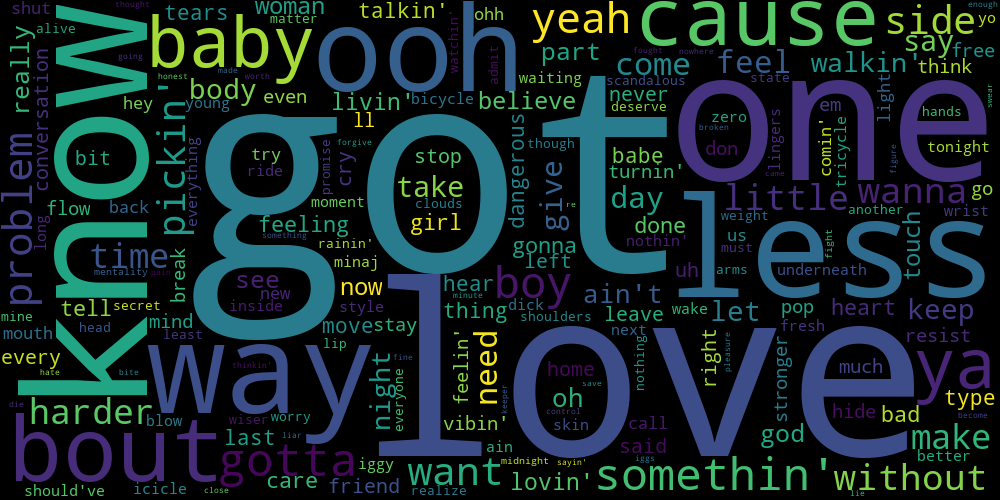 shut tears woman talkin' ohh thought yeah cause side yo enough
alive matter part say free
really know baby ooh watchin' admit come feel walkin' think going
hey honest made worth body even livin' bicycle believe waiting scandalous never nowhere fought deserve state light swear
conversation young ll dangerous though zero em hands
problem bit pickin' everything got try ride promise forgive cry stop take clouds girl babe turnin' don one clingers comin' tricycle broken came figure tonight
long flow back moment feeling rainin' give re day done nothin' little wanna another wrist go
time mentality pain break something see new inside minaj now gonna left us weight must arms fight less underneath touch
mine tell secret mind style hear boy uh ain't wake pop heart keep
mouth head least lip move stay thing minute dick shoulders leave let fresh resist
every hate bite way thinkin' night everyone fine feelin' need love home save next nothing right pleasure stronger much ya
die harder blow wiser worry vibin' keeper oh control skin hide bad type become
bout gotta last liar ain said call god make
should've icicle close care iggy friend want realize midnight sayin' lovin' iggs somethin' lie without better